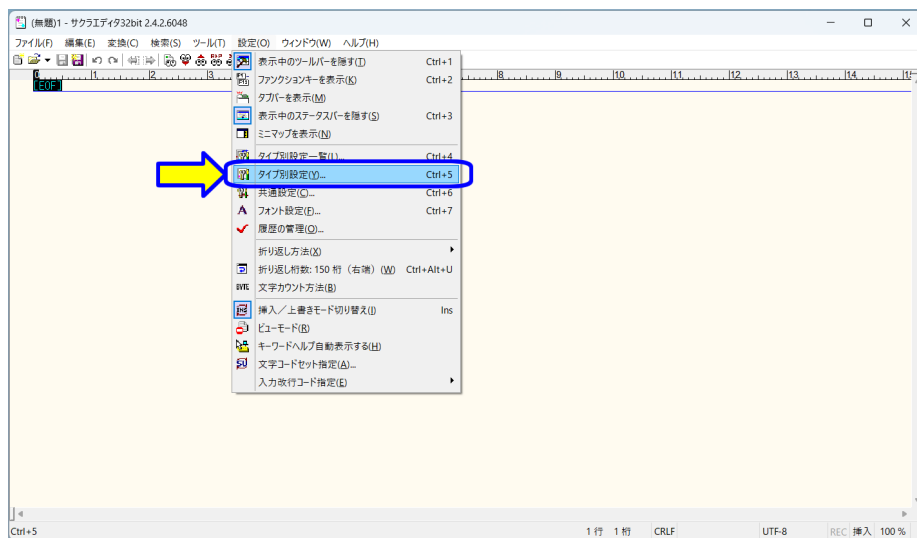 (無題)1 - サクラエディタ32bit 2.4.2.6048
ファイル(F) 編集(E) 変換(C) 検索(S) ツール(T) 設定(O) ウィンドウ(W) ヘルプ(H)
0 1 2 3 8 9 10 11 12 13 14 15
[EOF]
表示中のツールバーを隠す(T) Ctrl+1
ファンクションキーを表示(K) Ctrl+2
タブバーを表示(M)
表示中のステータスバーを隠す(S) Ctrl+3
ミニマップを表示(N)
タイプ別設定一覧(L)... Ctrl+4
タイプ別設定(Y)... Ctrl+5
共通設定(C)... Ctrl+6
フォント設定(F)... Ctrl+7
履歴の管理(O)...
折り返し方法(X)
折り返し桁数: 150 桁（右端）(W) Ctrl+Alt+U
文字カウント方法(B)
挿入／上書きモード切り替え(I) Ins
ビューモード(R)
キーワードヘルプ自動表示する(H)
文字コードセット指定(A)...
入力改行コード指定(E)
Ctrl+5 1 行 1 桁 CRLF UTF-8 REC 挿入 100 %